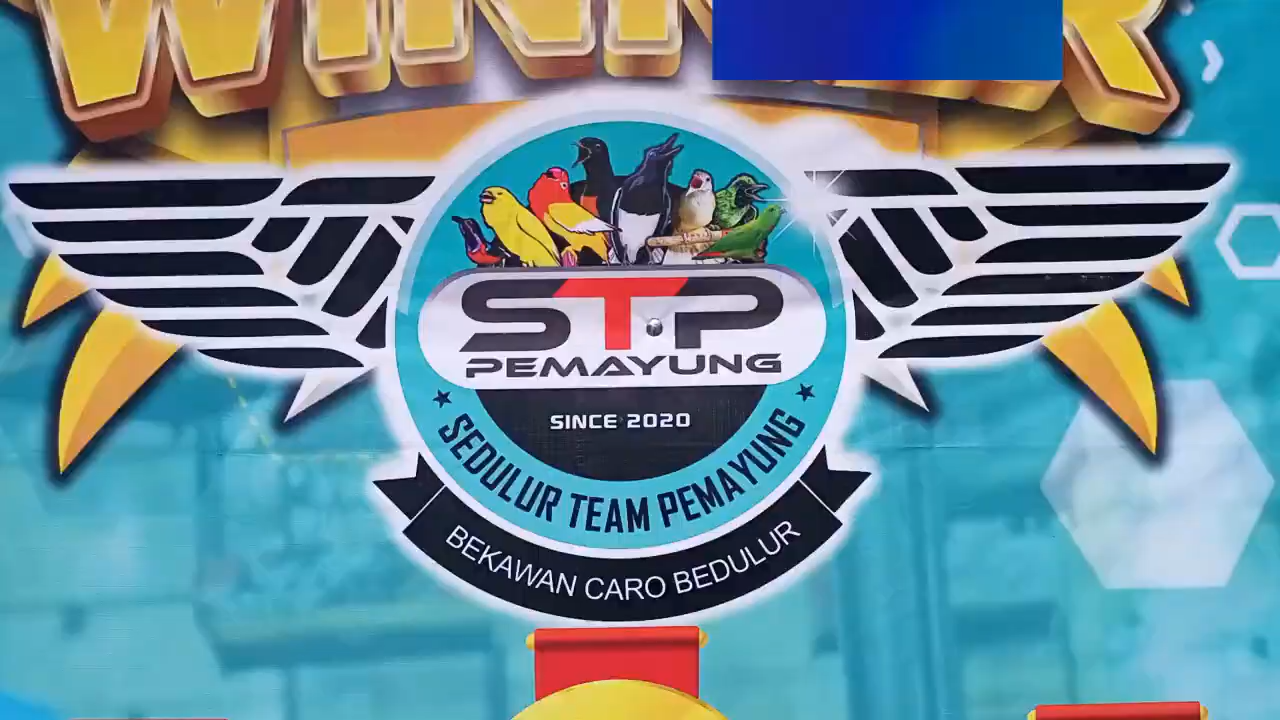 STP
PEMAYUNG
SINCE 2020
SEDULUR TEAM PEMAYUNG
BEKAWAN CARO BEDULUR